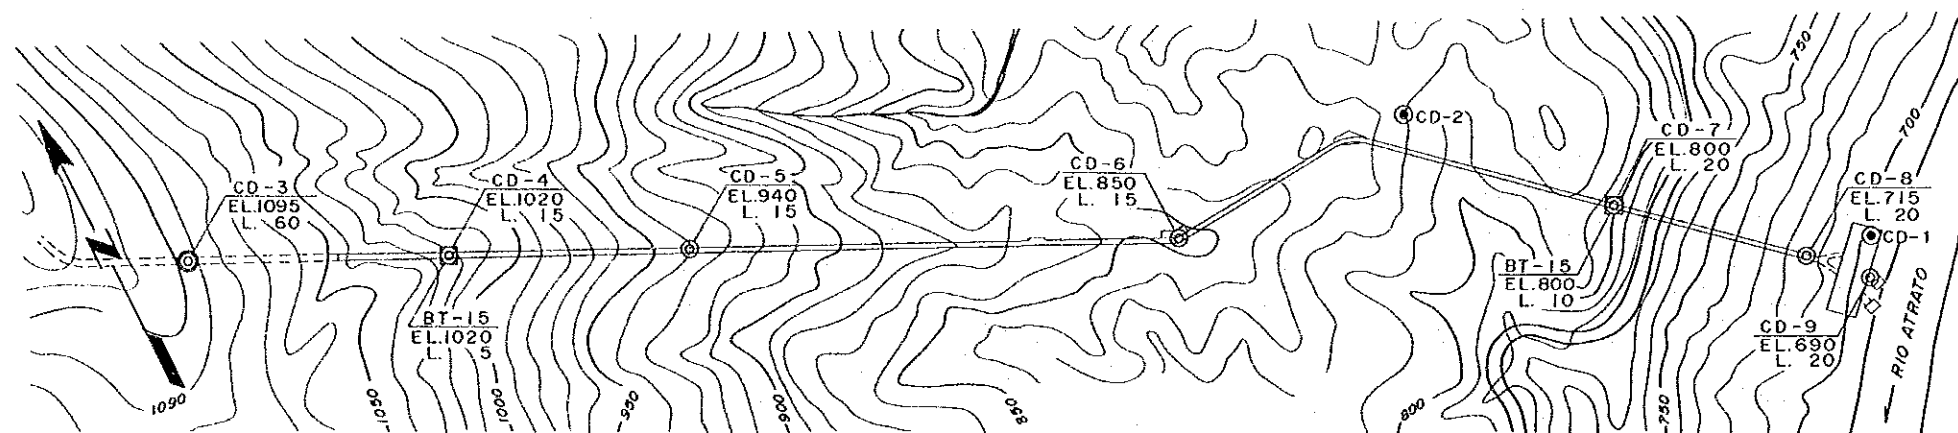 CD-3
EL.1095
L. 60
CD-4
EL.1020
L. 15
BT-15
EL.1020
L. 5
CD-5
EL.940
L. 15
CD-6
EL.850
L. 15
CD-2
CD-7
EL.800
L. 20
BT-15
EL.800
L. 10
CD-8
EL.715
L. 20
CD-1
CD-9
EL.690
L. 20
RIO ATRATO
750
700
1090
1050
1000
950
900
850
800
750
N